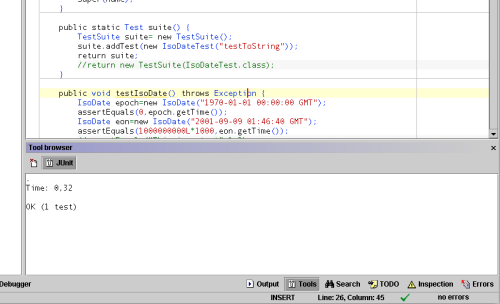 super(name);
}
public static Test suite() {
TestSuite suite= new TestSuite();
suite.addTest(new IsoDateTest("testToString"));
return suite;
//return new TestSuite(IsoDateTest.class);
}
public void testIsoDate() throws Exception {
IsoDate epoch=new IsoDate("1970-01-01 00:00:00 GMT");
assertEquals(0.epoch.getTime());
IsoDate eon=new IsoDate("2001-09-09 01:46:40 GMT");
assertEquals(1000000000L*1000.eon.getTime());
Tool browser
JUnit
.
Time: 0,32
OK (1 test)
Debugger
Output Tools Search TODO Inspection Errors
INSERT Line: 26, Column: 45 no errors